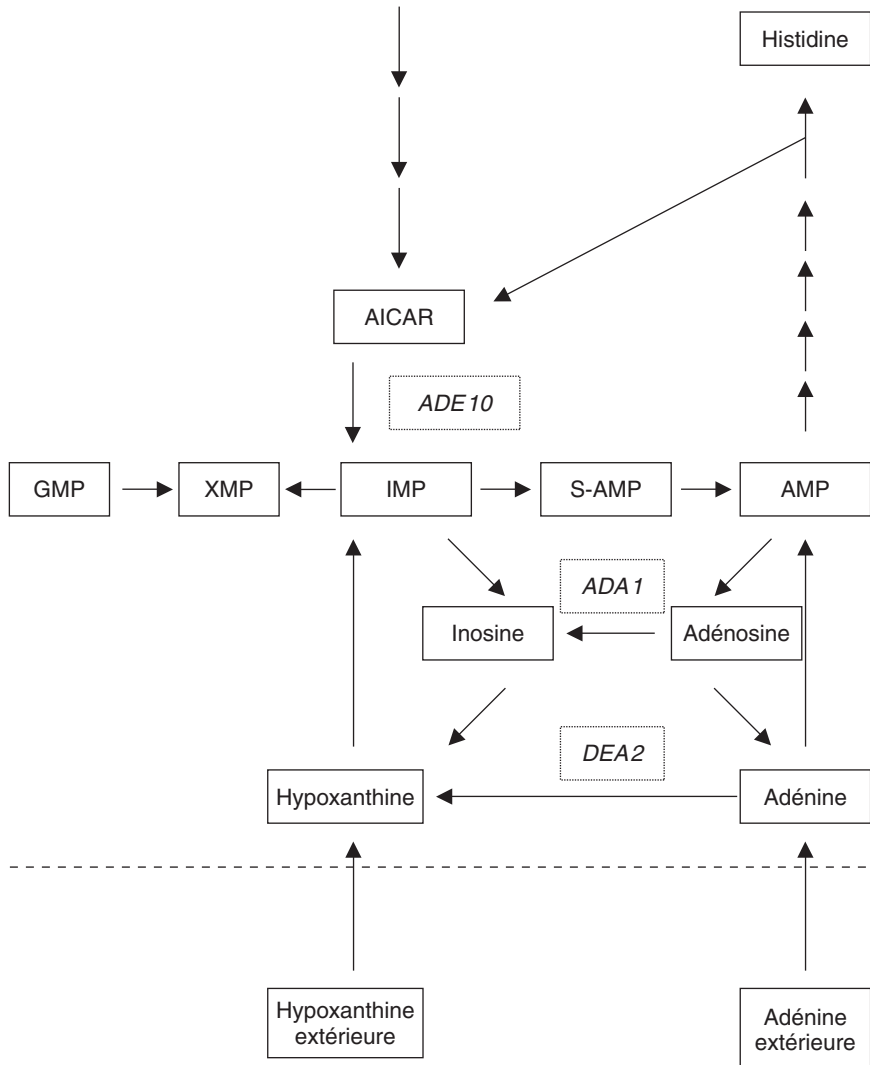 Histidine
AICAR
ADE10
GMP
XMP
IMP
S-AMP
AMP
ADA1
Inosine
Adénosine
DEA2
Hypoxanthine
Adénine
Hypoxanthine
extérieure
Adénine
extérieure